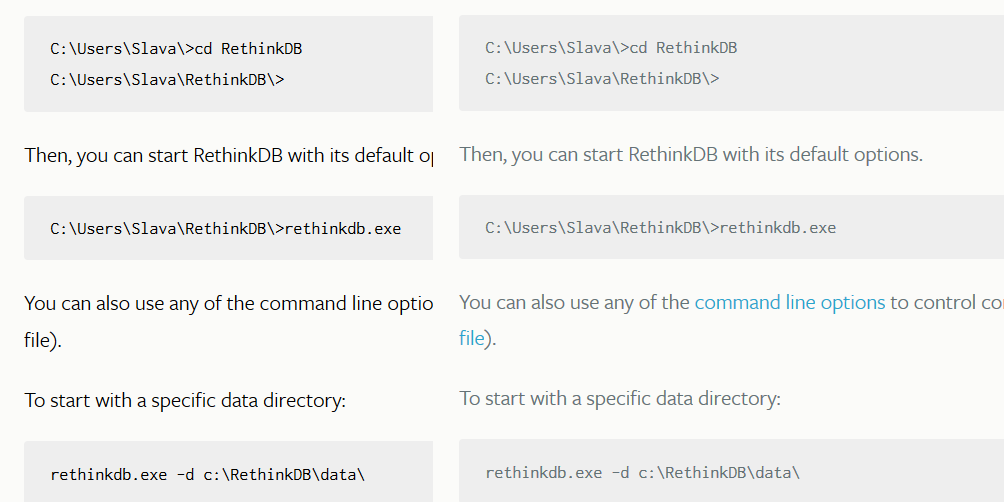 C:\Users\Slava\>cd RethinkDB
C:\Users\Slava\RethinkDB\>
Then, you can start RethinkDB with its default op
C:\Users\Slava\RethinkDB\>rethinkdb.exe
You can also use any of the command line optio
file).
To start with a specific data directory:
rethinkdb.exe -d c:\RethinkDB\data\
C:\Users\Slava\>cd RethinkDB
C:\Users\Slava\RethinkDB\>
Then, you can start RethinkDB with its default options.
C:\Users\Slava\RethinkDB\>rethinkdb.exe
You can also use any of the command line options to control co
file).
To start with a specific data directory:
rethinkdb.exe -d c:\RethinkDB\data\